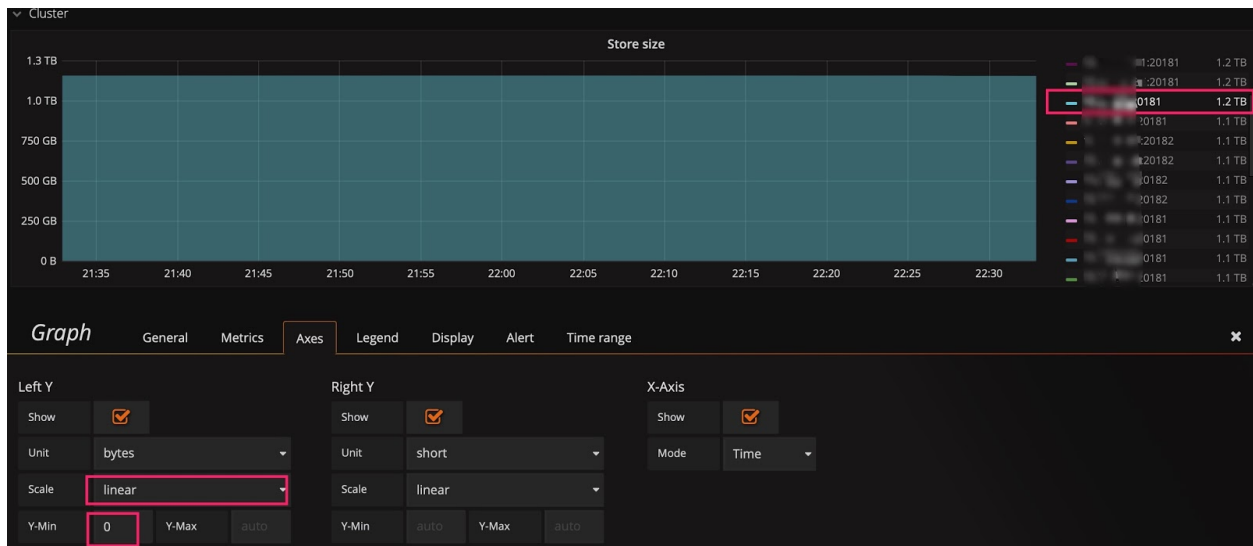 Cluster
Store size
1.3 TB
1.0 TB
750 GB
500 GB
250 GB
0 B
21:35 21:40 21:45 21:50 21:55 22:00 22:05 22:10 22:15 22:20 22:25 22:30
1:20181 1.2 TB
:20181 1.2 TB
0181 1.2 TB
20181 1.1 TB
:20182 1.1 TB
:20182 1.1 TB
0182 1.1 TB
20182 1.1 TB
0181 1.1 TB
0181 1.1 TB
0181 1.1 TB
0181 1.1 TB
Graph General Metrics Axes Legend Display Alert Time range
Left Y Right Y X-Axis
Show Show Show
Unit bytes Unit short Mode Time
Scale linear Scale linear
Y-Min 0 Y-Max auto Y-Min auto Y-Max auto